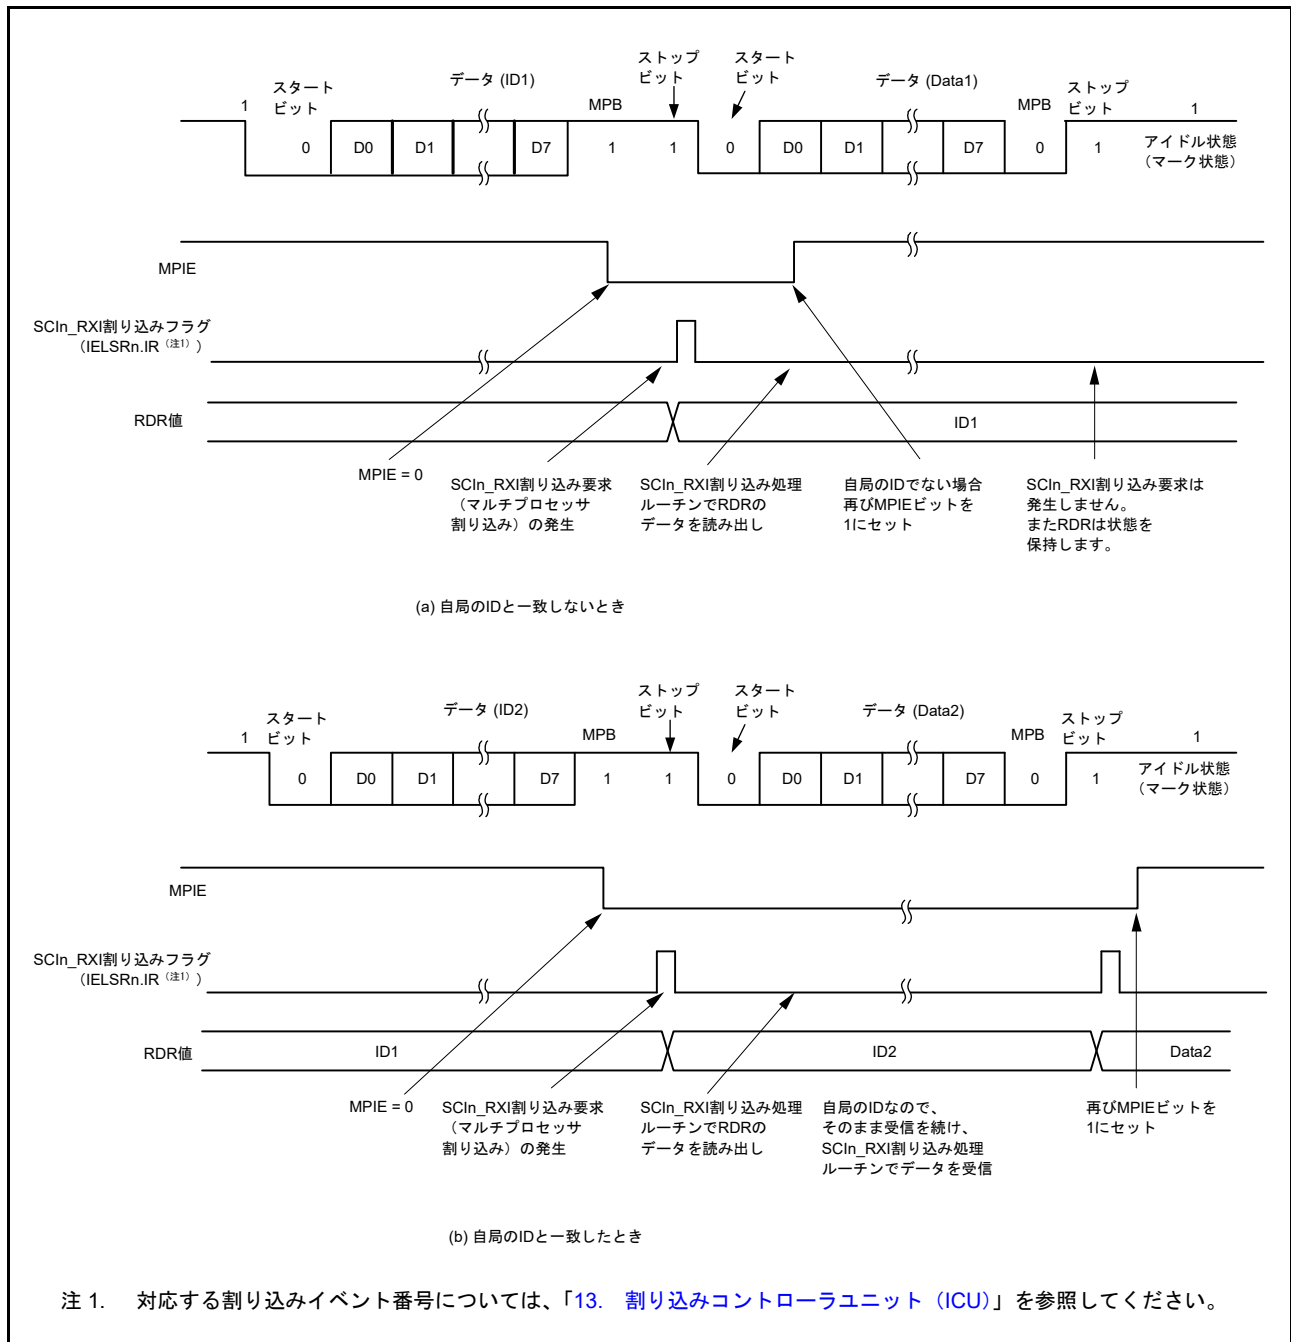 ストップ
ビット
スタート
ビット
データ (ID1)
データ (Data1)
スタート
ビット
ストップ
ビット
1
MPB
MPB
1
0
D0
D1
D7
1
1
0
D0
D1
D7
0
1
アイドル状態
（マーク状態）
MPIE
SCIn_RXI割り込みフラグ
（IELSRn.IR（注1））
RDR値
ID1
MPIE = 0
SCIn_RXI割り込み要求
（マルチプロセッサ
割り込み）の発生
SCIn_RXI割り込み処理
ルーチンでRDRの
データを読み出し
自局のIDでない場合
再びMPIEビットを
1にセット
SCIn_RXI割り込み要求は
発生しません。
またRDRは状態を
保持します。
(a) 自局のIDと一致しないとき
ストップ
ビット
スタート
ビット
データ (ID2)
データ (Data2)
スタート
ビット
ストップ
ビット
1
MPB
MPB
1
0
D0
D1
D7
1
1
0
D0
D1
D7
0
1
アイドル状態
（マーク状態）
MPIE
SCIn_RXI割り込みフラグ
（IELSRn.IR（注1））
RDR値
ID1
ID2
Data2
MPIE = 0
SCIn_RXI割り込み要求
（マルチプロセッサ
割り込み）の発生
SCIn_RXI割り込み処理
ルーチンでRDRの
データを読み出し
自局のIDなので、
そのまま受信を続け、
SCIn_RXI割り込み処理
ルーチンでデータを受信
再びMPIEビットを
1にセット
(b) 自局のIDと一致したとき
注 1. 対応する割り込みイベント番号については、「13. 割り込みコントローラユニット（ICU）」を参照してください。